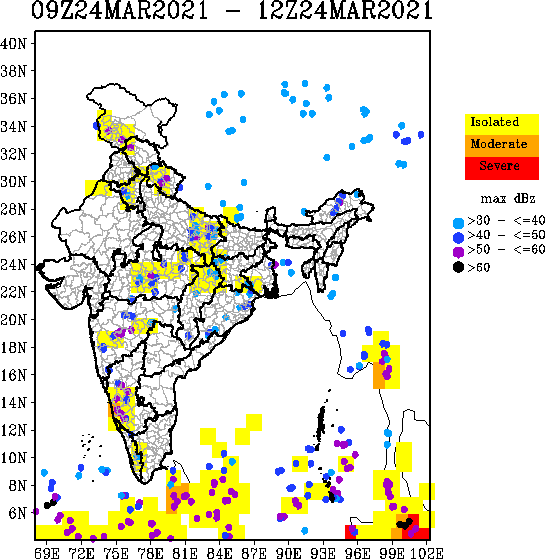 09Z24MAR2021 - 12Z24MAR2021
40N
38N
36N
34N
32N
30N
28N
26N
24N
22N
20N
18N
16N
14N
12N
10N
8N
6N
69E 72E 75E 78E 81E 84E 87E 90E 93E 96E 99E 102E
Isolated
Moderate
Severe
max dBz
>30 - <=40
>40 - <=50
>50 - <=60
>60